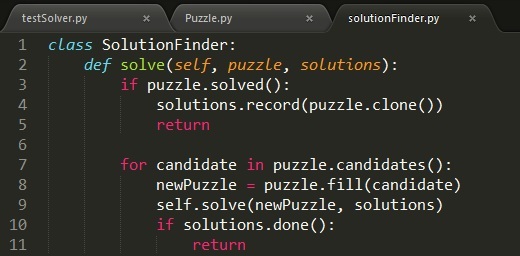 testSolver.py × Puzzle.py × solutionFinder.py ×
1 class SolutionFinder:
2     def solve(self, puzzle, solutions):
3         if puzzle.solved():
4             solutions.record(puzzle.clone())
5             return
6
7         for candidate in puzzle.candidates():
8             newPuzzle = puzzle.fill(candidate)
9             self.solve(newPuzzle, solutions)
10             if solutions.done():
11                 return